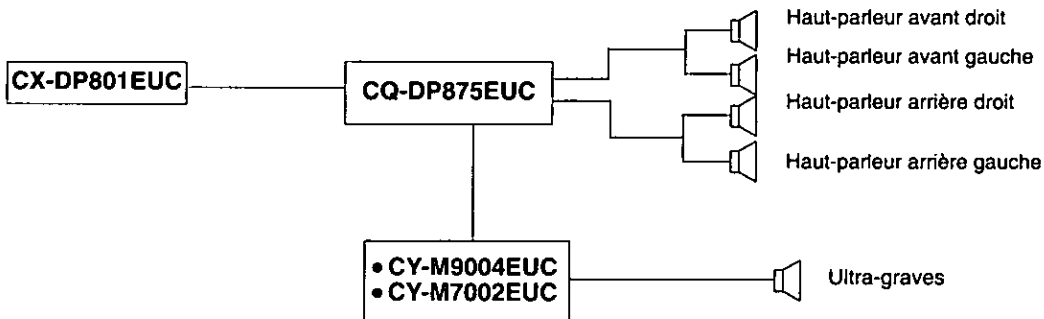 Haut-parleur avant droit
CX-DP801EUC
CQ-DP875EUC
Haut-parleur avant gauche
Haut-parleur arrière droit
Haut-parleur arrière gauche
• CY-M9004EUC
• CY-M7002EUC
Ultra-graves